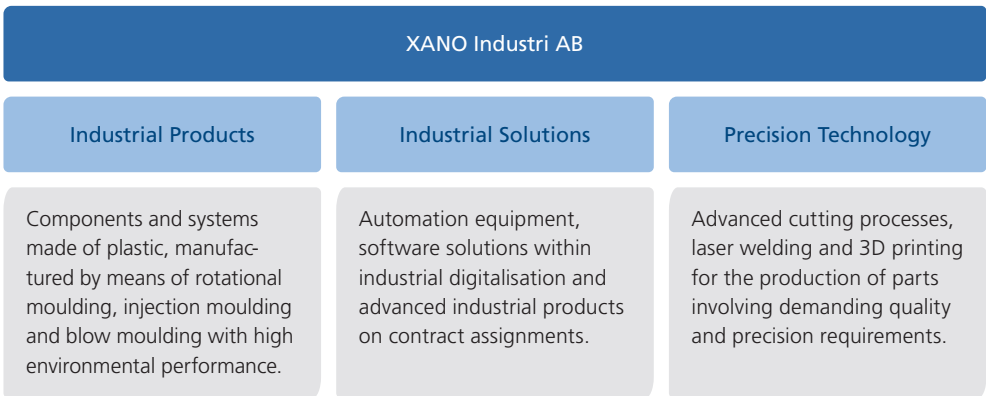 XANO Industri AB
Industrial Products
Industrial Solutions
Precision Technology
Components and systems
made of plastic, manufac-
tured by means of rotational
moulding, injection moulding
and blow moulding with high
environmental performance.
Automation equipment,
software solutions within
industrial digitalisation and
advanced industrial products
on contract assignments.
Advanced cutting processes,
laser welding and 3D printing
for the production of parts
involving demanding quality
and precision requirements.